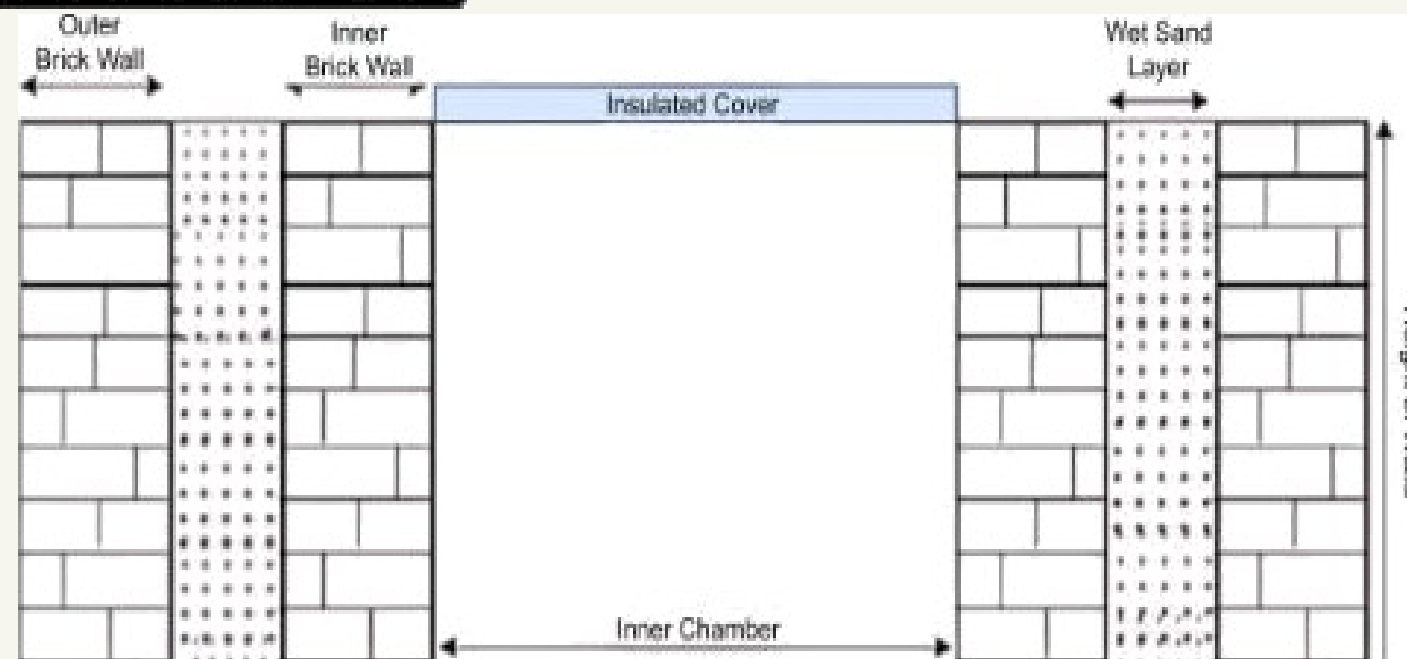 Outer
Brick Wall
Inner
Brick Wall
Wet Sand
Layer
Insulated Cover
Inner Chamber